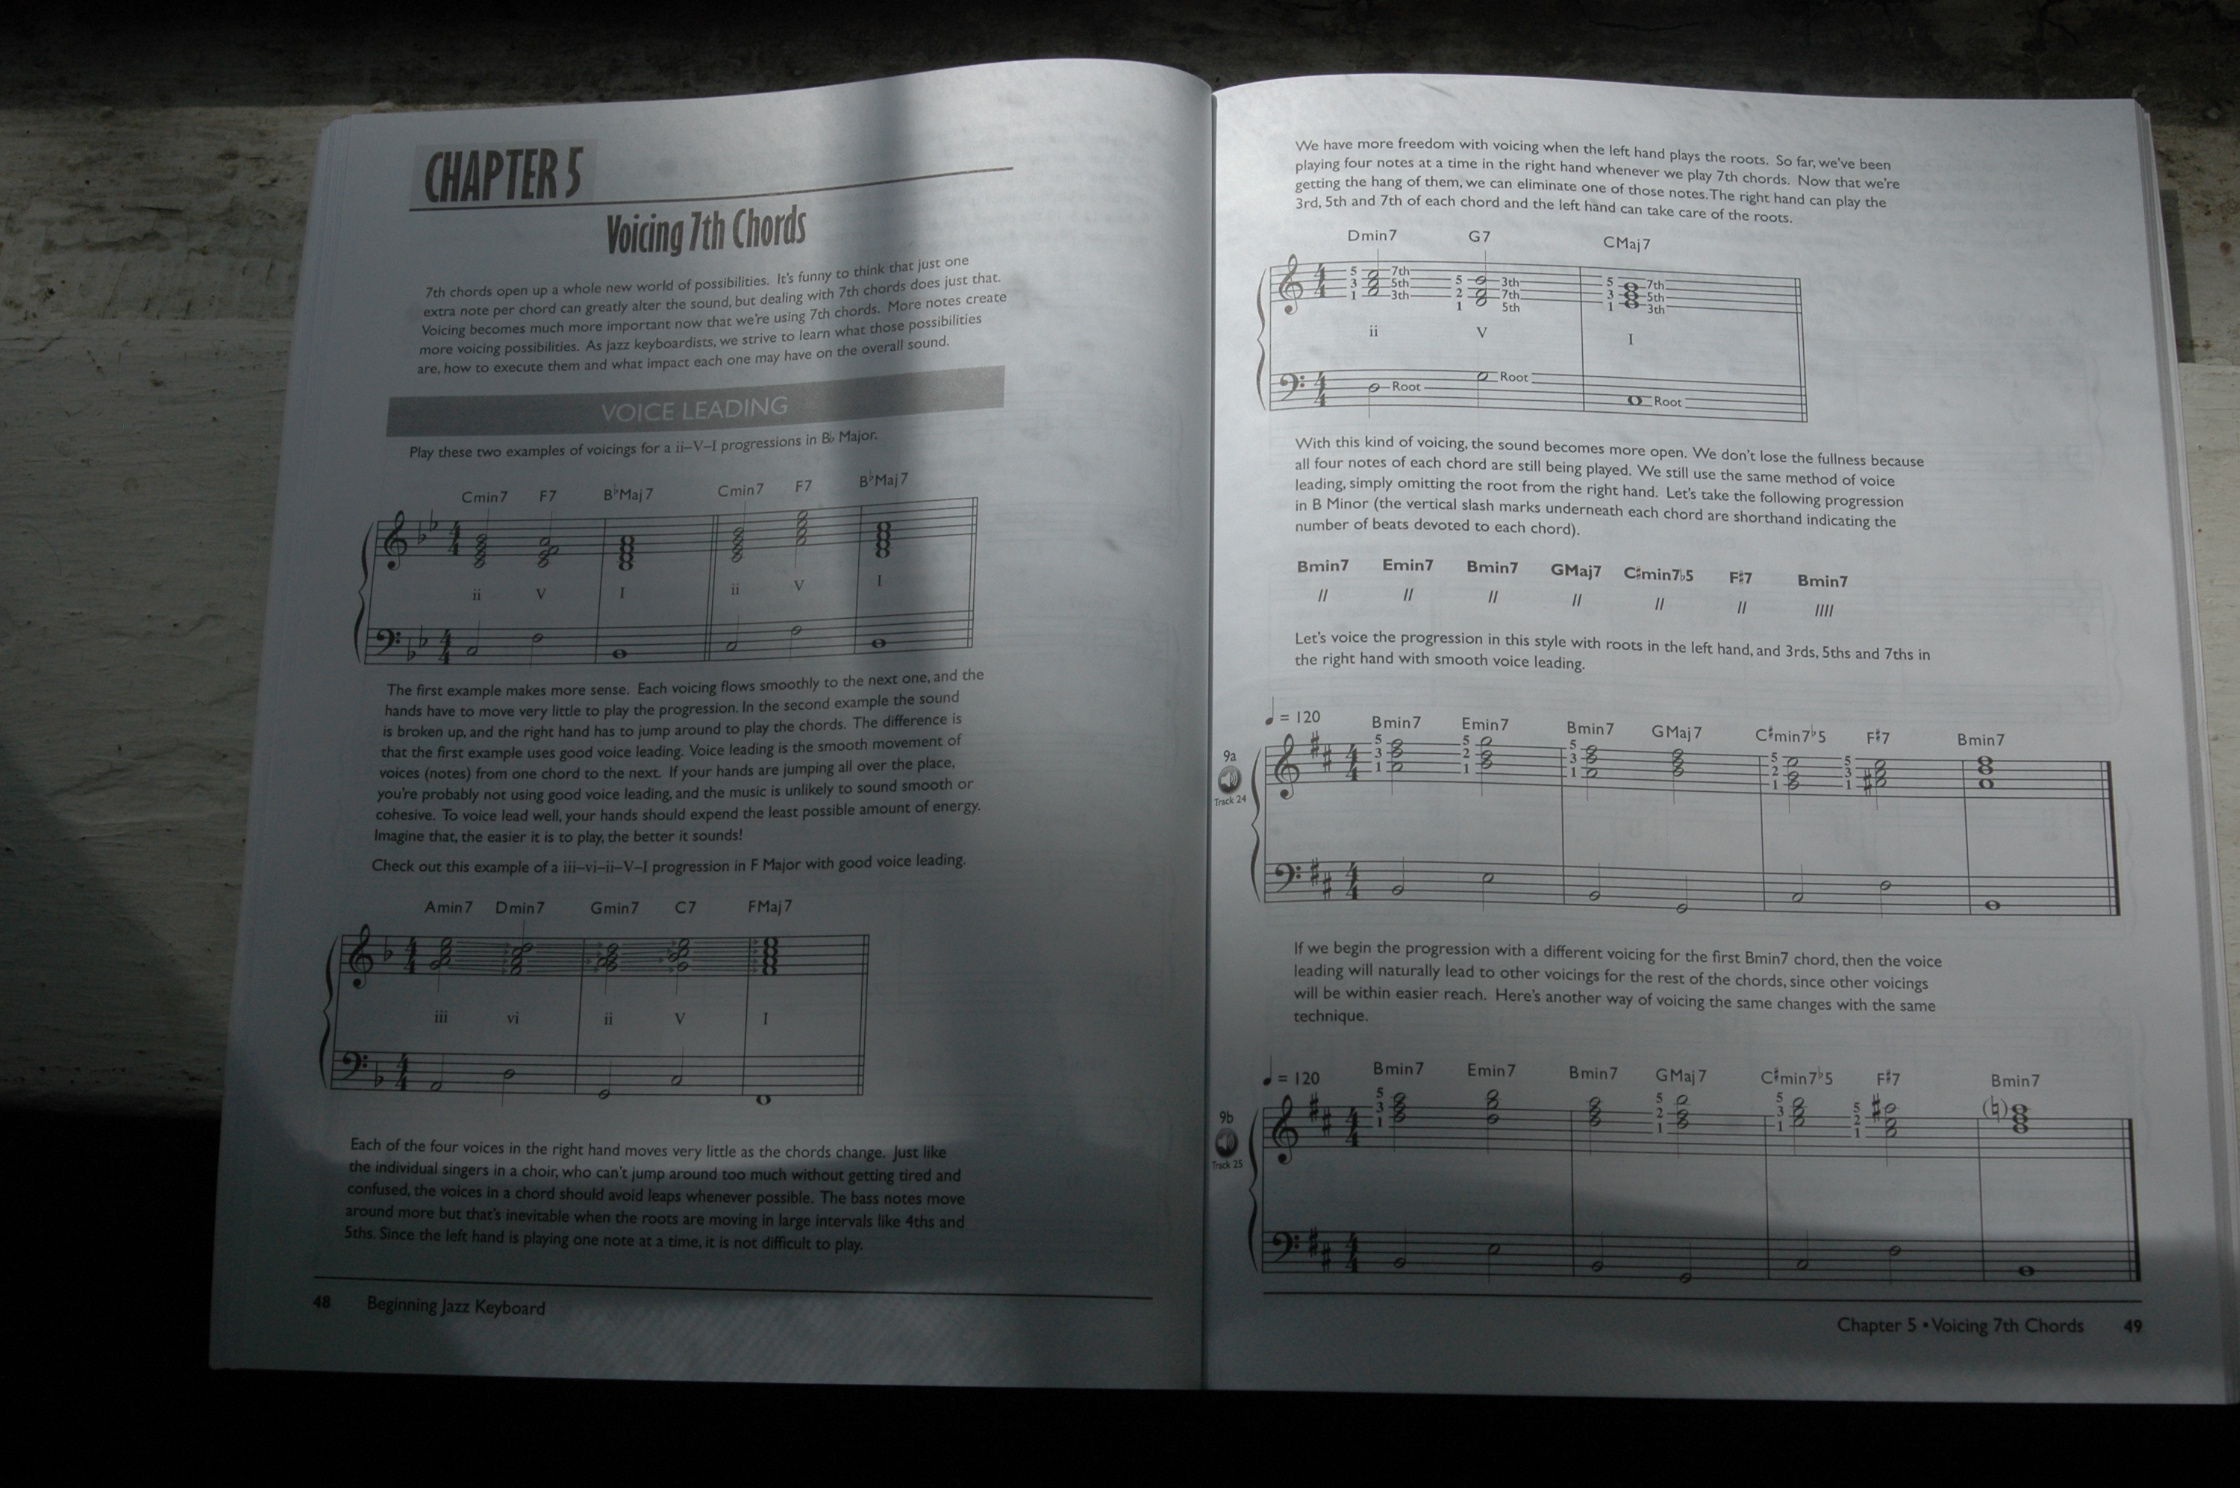 CHAPTER 5
Voicing 7th Chords
7th chords open up a whole new world of possibilities. It's funny to think that just one
extra note per chord can greatly alter the sound, but dealing with 7th chords does just that.
Voicing becomes much more important now that we're using 7th chords. More notes create
more voicing possibilities. As jazz keyboardists, we strive to learn what those possibilities
are, how to execute them and what impact each one may have on the overall sound.
VOICE LEADING
Play these two examples of voicings for a ii–V–I progressions in B♭ Major.
Cmin7 F7 B♭Maj7 Cmin7 F7 B♭Maj7
4 4
ii V I ii V I
4 4
The first example makes more sense. Each voicing flows smoothly to the next one, and the
hands have to move very little to play the progression. In the second example the sound
is broken up, and the right hand has to jump around to play the chords. The difference is
that the first example uses good voice leading. Voice leading is the smooth movement of
voices (notes) from one chord to the next. If your hands are jumping all over the place,
you're probably not using good voice leading, and the music is unlikely to sound smooth or
cohesive. To voice lead well, your hands should expend the least possible amount of energy.
Imagine that, the easier it is to play, the better it sounds!
Check out this example of a iii–vi–ii–V–I progression in F Major with good voice leading.
Amin7 Dmin7 Gmin7 C7 FMaj7
4 4
iii vi ii V I
4 4
Each of the four voices in the right hand moves very little as the chords change. Just like
the individual singers in a choir, who can't jump around too much without getting tired and
confused, the voices in a chord should avoid leaps whenever possible. The bass notes move
around more but that's inevitable when the roots are moving in large intervals like 4ths and
5ths. Since the left hand is playing one note at a time, it is not difficult to play.
48 Beginning Jazz Keyboard
We have more freedom with voicing when the left hand plays the roots. So far, we've been
playing four notes at a time in the right hand whenever we play 7th chords. Now that we're
getting the hang of them, we can eliminate one of those notes. The right hand can play the
3rd, 5th and 7th of each chord and the left hand can take care of the roots.
Dmin7 G7 CMaj7
5 7th 5 3th 5 7th
3 5th 2 7th 3 5th
1 3th 1 5th 1 3th
ii V I
Root Root Root
With this kind of voicing, the sound becomes more open. We don't lose the fullness because
all four notes of each chord are still being played. We still use the same method of voice
leading, simply omitting the root from the right hand. Let's take the following progression
in B Minor (the vertical slash marks underneath each chord are shorthand indicating the
number of beats devoted to each chord).
Bmin7 Emin7 Bmin7 GMaj7 C♯min7♭5 F♯7 Bmin7
// // // // // // ////
Let's voice the progression in this style with roots in the left hand, and 3rds, 5ths and 7ths in
the right hand with smooth voice leading.
♩ = 120 Bmin7 Emin7 Bmin7 GMaj7 C♯min7♭5 F♯7 Bmin7
9a
5 5 5 5 5
3 2 3 2 3
1 1 1 1 1
Track 24
If we begin the progression with a different voicing for the first Bmin7 chord, then the voice
leading will naturally lead to other voicings for the rest of the chords, since other voicings
will be within easier reach. Here's another way of voicing the same changes with the same
technique.
♩ = 120 Bmin7 Emin7 Bmin7 GMaj7 C♯min7♭5 F♯7 Bmin7
9b
5 5 5 5
3 2 3 2
1 1 1 1
Track 25
Chapter 5 • Voicing 7th Chords 49